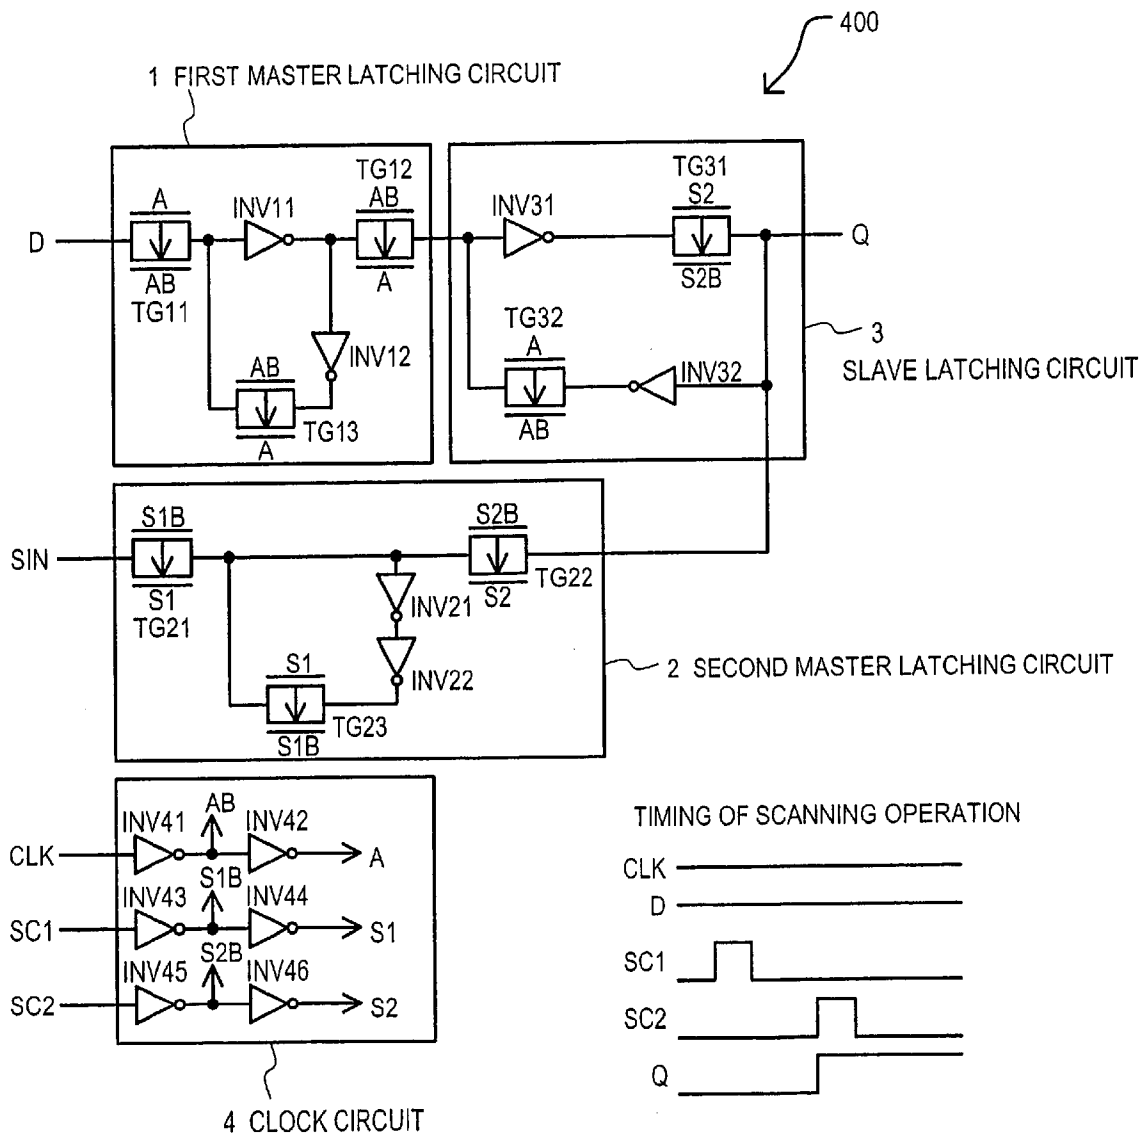 400
1 FIRST MASTER LATCHING CIRCUIT
TG12
TG31
A
INV11
AB
INV31
S2
D
Q
AB
A
S2B
TG11
TG32
A
INV12
3
AB
INV32
SLAVE LATCHING CIRCUIT
TG13
AB
A
S1B
S2B
SIN
S1
TG22
TG21
INV21
S2
S1
INV22
2 SECOND MASTER LATCHING CIRCUIT
TG23
S1B
AB
INV41
INV42
CLK
A
S1B
INV43
INV44
SC1
S1
S2B
INV45
INV46
SC2
S2
4 CLOCK CIRCUIT
TIMING OF SCANNING OPERATION
CLK
D
SC1
SC2
Q